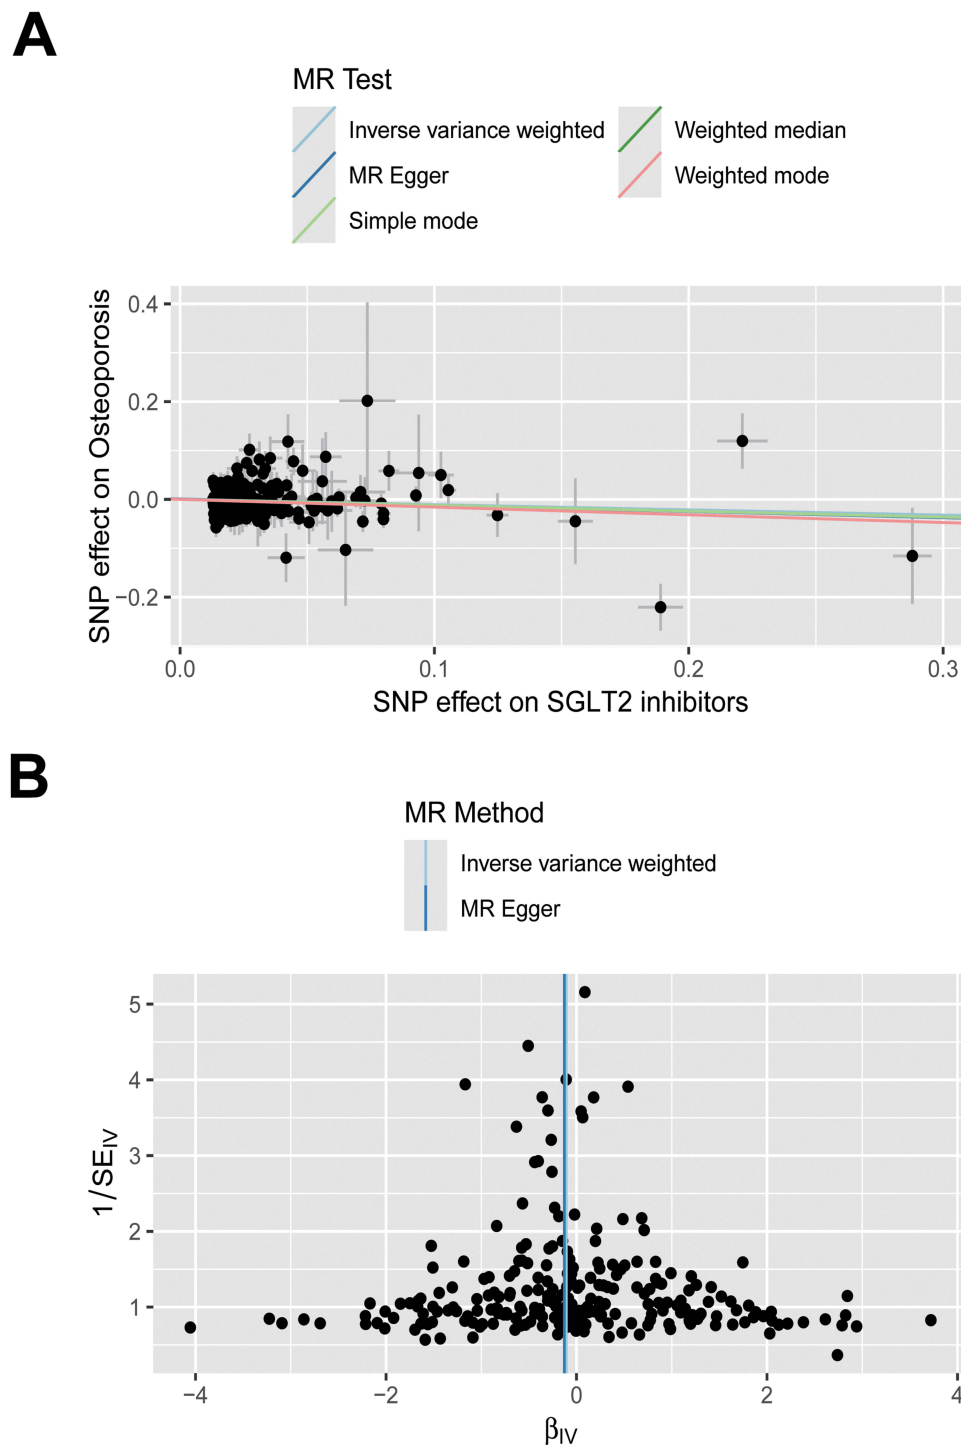 A
MR Test
Inverse variance weighted
Weighted median
MR Egger
Weighted mode
Simple mode
SNP effect on Osteoporosis
0.4
0.2
0.0
−0.2
0.0 0.1 0.2 0.3
SNP effect on SGLT2 inhibitors
B
MR Method
Inverse variance weighted
MR Egger
1/SE_IV
5
4
3
2
1
−4 −2 0 2 4
β_IV